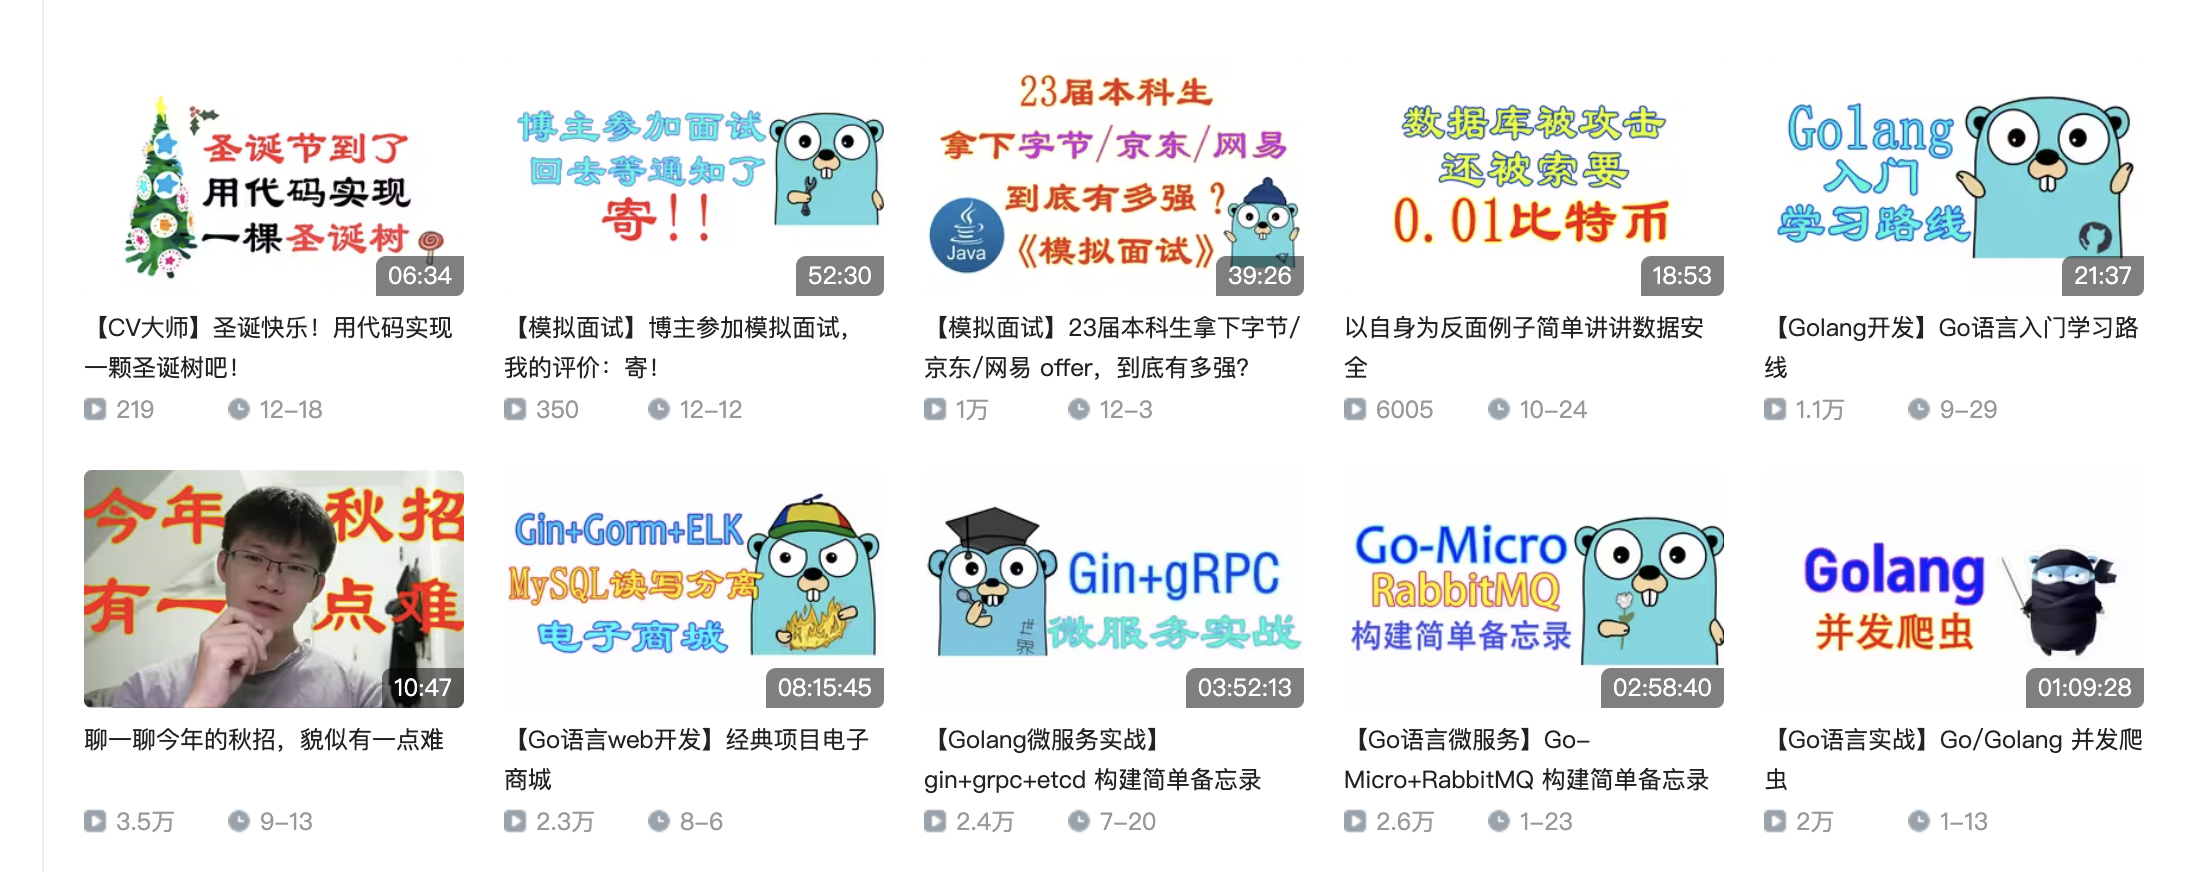 圣诞节到了
用代码实现
一棵圣诞树
06:34
【CV大师】圣诞快乐！用代码实现
一颗圣诞树吧！
219 12-18
博主参加面试
回去等通知了
寄!!
52:30
【模拟面试】博主参加模拟面试，
我的评价：寄！
350 12-12
23届本科生
拿下字节/京东/网易
到底有多强？
Java
《模拟面试》
39:26
【模拟面试】23届本科生拿下字节/
京东/网易 offer，到底有多强？
1万 12-3
数据库被攻击
还被索要
0.01比特币
18:53
以自身为反面例子简单讲讲数据安
全
6005 10-24
Golang
入门
学习路线
21:37
【Golang开发】Go语言入门学习路
线
1.1万 9-29
今年 秋招
有一 点难
10:47
聊一聊今年的秋招，貌似有一点难
3.5万 9-13
Gin+Gorm+ELK
MySQL读写分离
电子商城
08:15:45
【Go语言web开发】经典项目电子
商城
2.3万 8-6
Gin+gRPC
世界
微服务实战
03:52:13
【Golang微服务实战】
gin+grpc+etcd 构建简单备忘录
2.4万 7-20
Go-Micro
RabbitMQ
构建简单备忘录
02:58:40
【Go语言微服务】Go-
Micro+RabbitMQ 构建简单备忘录
2.6万 1-23
Golang
并发爬虫
01:09:28
【Go语言实战】Go/Golang 并发爬
虫
2万 1-13